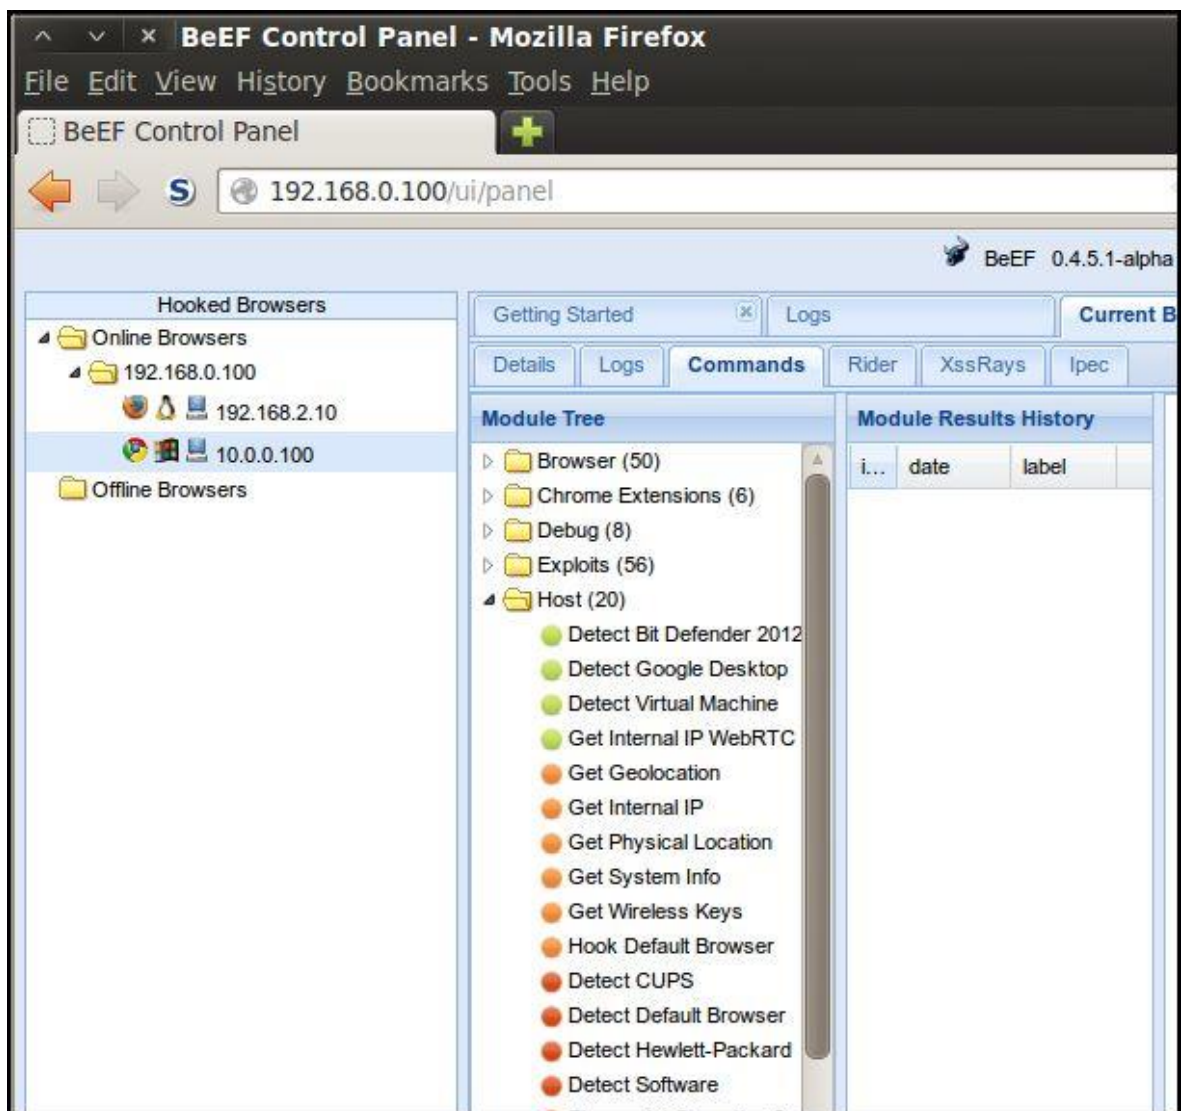 BeEF Control Panel - Mozilla Firefox
File Edit View History Bookmarks Tools Help
BeEF Control Panel
S 192.168.0.100/ui/panel
BeEF 0.4.5.1-alpha
Hooked Browsers
Online Browsers
192.168.0.100
192.168.2.10
10.0.0.100
Offline Browsers
Getting Started Logs Current B
Details Logs Commands Rider XssRays Ipec
Module Tree
Browser (50)
Chrome Extensions (6)
Debug (8)
Exploits (56)
Host (20)
Detect Bit Defender 2012
Detect Google Desktop
Detect Virtual Machine
Get Internal IP WebRTC
Get Geolocation
Get Internal IP
Get Physical Location
Get System Info
Get Wireless Keys
Hook Default Browser
Detect CUPS
Detect Default Browser
Detect Hewlett-Packard
Detect Software
Module Results History
i... date label